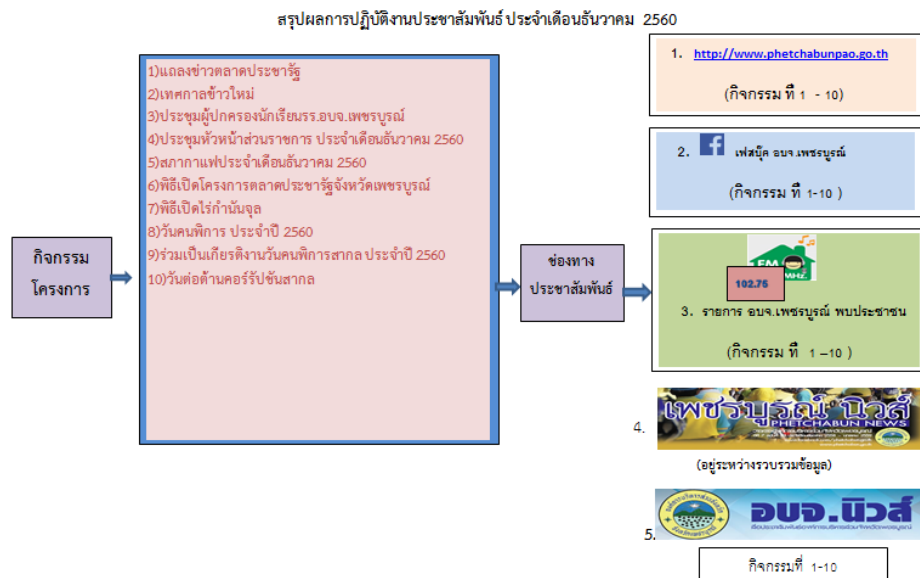 สรุปผลการปฏิบัติงานประชาสัมพันธ์ ประจำเดือนธันวาคม 2560
กิจกรรม
โครงการ
1)แถลงข่าวตลาดประชารัฐ
2)เทศกาลข้าวใหม่
3)ประชุมผู้ปกครองนักเรียนรร.อบจ.เพชรบูรณ์
4)ประชุมหัวหน้าส่วนราชการ ประจำเดือนธันวาคม 2560
5)สภากาแฟประจำเดือนธันวาคม 2560
6)พิธีเปิดโครงการตลาดประชารัฐจังหวัดเพชรบูรณ์
7)พิธีเปิดไร่กำนันจุล
8)วันคนพิการ ประจำปี 2560
9)ร่วมเป็นเกียรติงานวันคนพิการสากล ประจำปี 2560
10)วันต่อต้านคอร์รัปชันสากล
ช่องทาง
ประชาสัมพันธ์
1. http://www.phetchabunpao.go.th
(กิจกรรม ที่ 1 - 10)
2. f เฟสบุ๊ค อบจ.เพชรบูรณ์
(กิจกรรม ที่ 1-10 )
FM
MHz.
102.75
3. รายการ อบจ.เพชรบูรณ์ พบประชาชน
(กิจกรรม ที่ 1 –10 )
4.
เพชรบูรณ์ นิวส์
PHETCHABUN NEWS
(อยู่ระหว่างรวบรวมข้อมูล)
5.
อบจ.นิวส์
กิจกรรมที่ 1-10